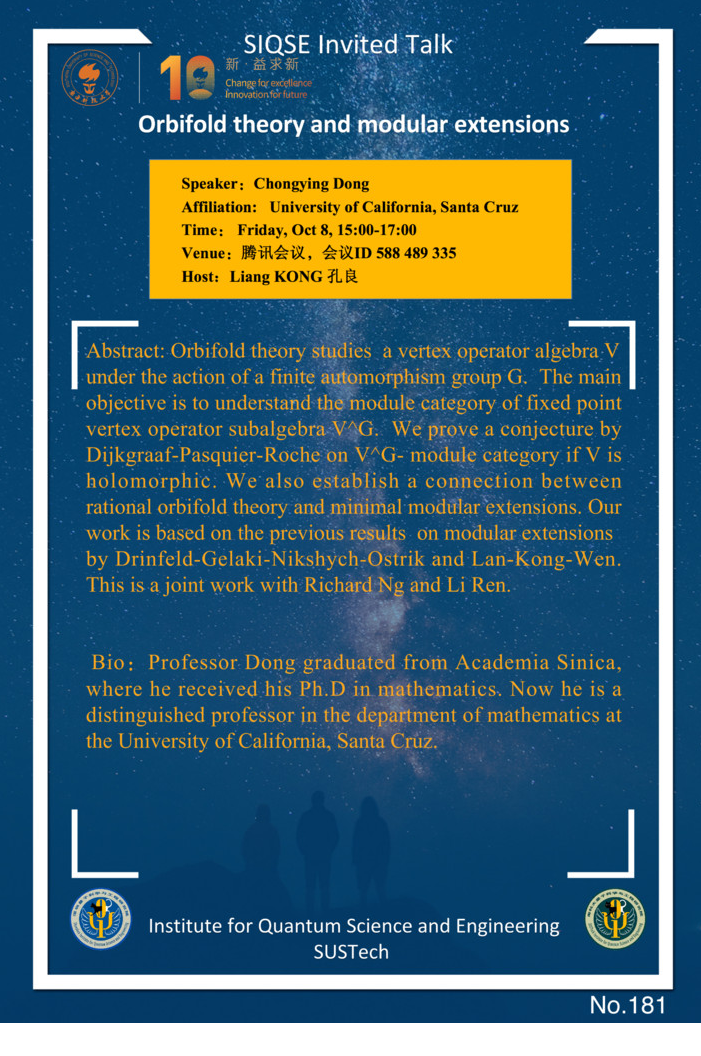 SIQSE Invited Talk
10
新·益求新
Change for excellence
Innovation for future
Orbifold theory and modular extensions
Speaker：Chongying Dong
Affiliation: University of California, Santa Cruz
Time： Friday, Oct 8, 15:00-17:00
Venue：腾讯会议，会议ID 588 489 335
Host：Liang KONG 孔良
Abstract: Orbifold theory studies a vertex operator algebra V
under the action of a finite automorphism group G. The main
objective is to understand the module category of fixed point
vertex operator subalgebra V^G. We prove a conjecture by
Dijkgraaf-Pasquier-Roche on V^G- module category if V is
holomorphic. We also establish a connection between
rational orbifold theory and minimal modular extensions. Our
work is based on the previous results on modular extensions
by Drinfeld-Gelaki-Nikshych-Ostrik and Lan-Kong-Wen.
This is a joint work with Richard Ng and Li Ren.
Bio：Professor Dong graduated from Academia Sinica,
where he received his Ph.D in mathematics. Now he is a
distinguished professor in the department of mathematics at
the University of California, Santa Cruz.
Institute for Quantum Science and Engineering
SUSTech
No.181